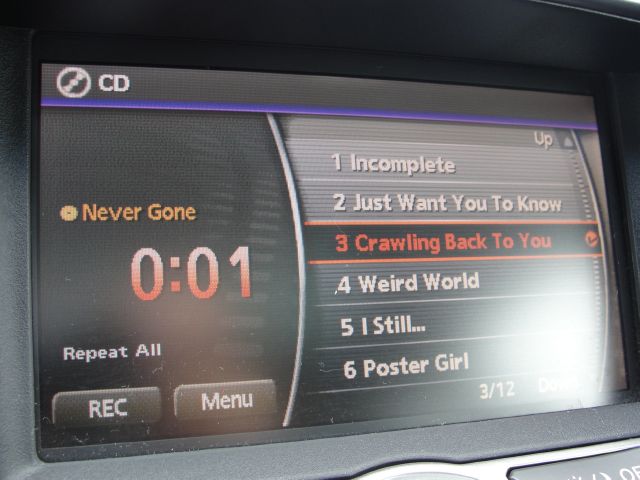 CD
Up
1 Incomplete
2 Just Want You To Know
3 Crawling Back To You
4 Weird World
5 I Still...
6 Poster Girl
3/12 Down
Never Gone
0:01
Repeat All
REC
Menu